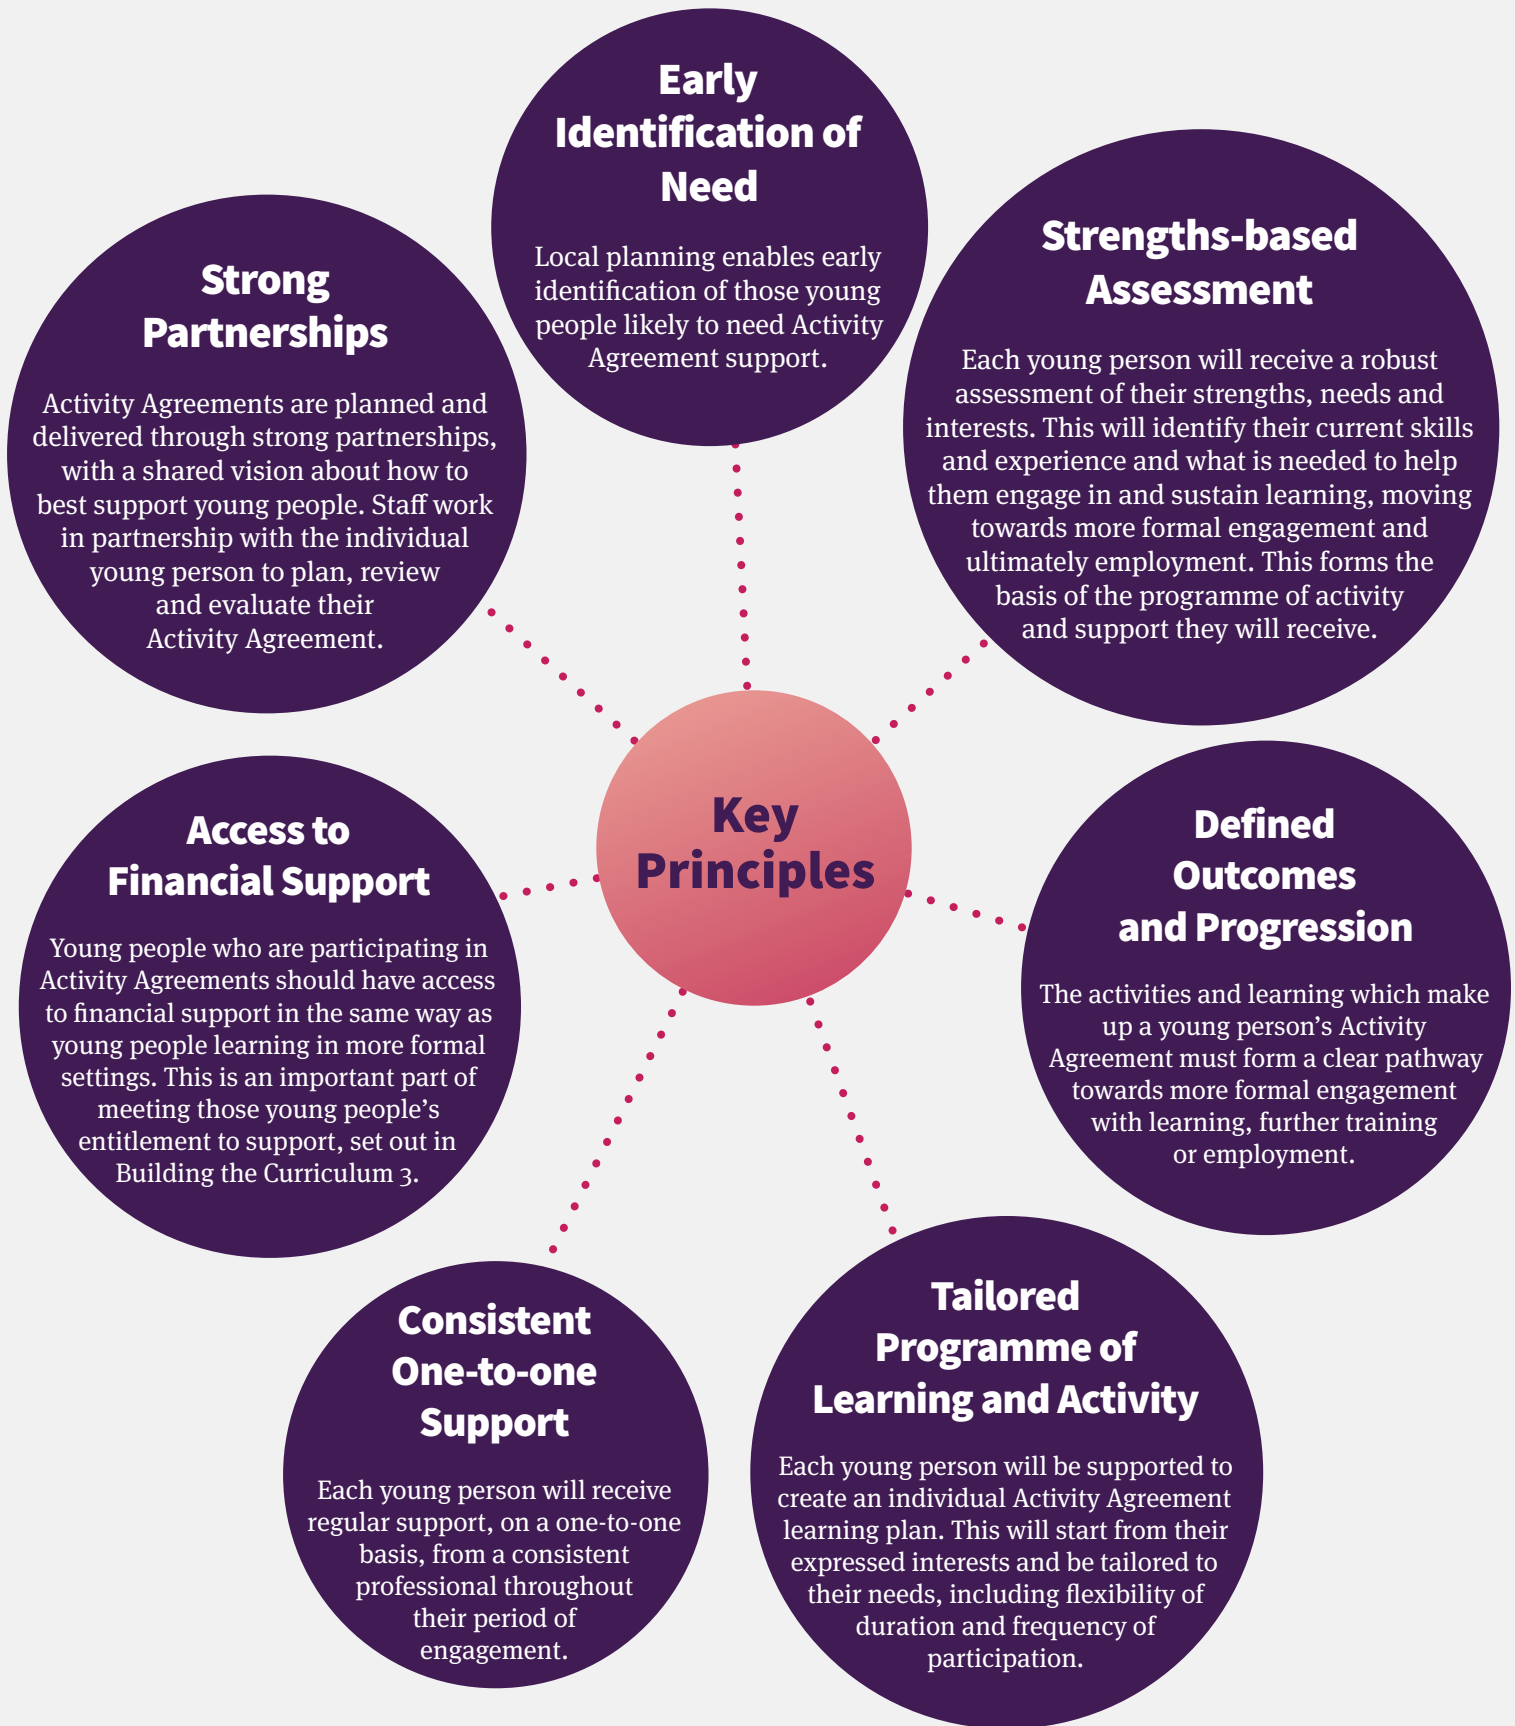 Early
Identification of
Need
Local planning enables early
identification of those young
people likely to need Activity
Agreement support.
Strengths-based
Assessment
Each young person will receive a robust
assessment of their strengths, needs and
interests. This will identify their current skills
and experience and what is needed to help
them engage in and sustain learning, moving
towards more formal engagement and
ultimately employment. This forms the
basis of the programme of activity
and support they will receive.
Strong
Partnerships
Activity Agreements are planned and
delivered through strong partnerships,
with a shared vision about how to
best support young people. Staff work
in partnership with the individual
young person to plan, review
and evaluate their
Activity Agreement.
Key
Principles
Access to
Financial Support
Young people who are participating in
Activity Agreements should have access
to financial support in the same way as
young people learning in more formal
settings. This is an important part of
meeting those young people’s
entitlement to support, set out in
Building the Curriculum 3.
Defined
Outcomes
and Progression
The activities and learning which make
up a young person’s Activity
Agreement must form a clear pathway
towards more formal engagement
with learning, further training
or employment.
Consistent
One-to-one
Support
Each young person will receive
regular support, on a one-to-one
basis, from a consistent
professional throughout
their period of
engagement.
Tailored
Programme of
Learning and Activity
Each young person will be supported to
create an individual Activity Agreement
learning plan. This will start from their
expressed interests and be tailored to
their needs, including flexibility of
duration and frequency of
participation.